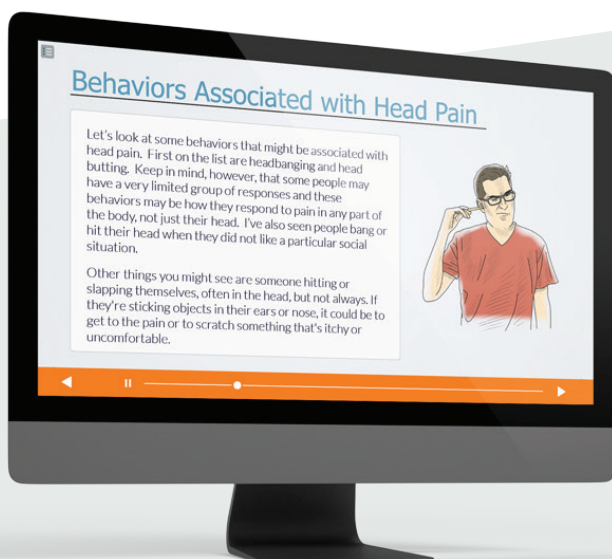 Behaviors Associated with Head Pain
Let's look at some behaviors that might be associated with
head pain. First on the list are headbanging and head
butting. Keep in mind, however, that some people may
have a very limited group of responses and these
behaviors may be how they respond to pain in any part of
the body, not just their head. I've also seen people bang or
hit their head when they did not like a particular social
situation.
Other things you might see are someone hitting or
slapping themselves, often in the head, but not always. If
they're sticking objects in their ears or nose, it could be to
get to the pain or to scratch something that's itchy or
uncomfortable.